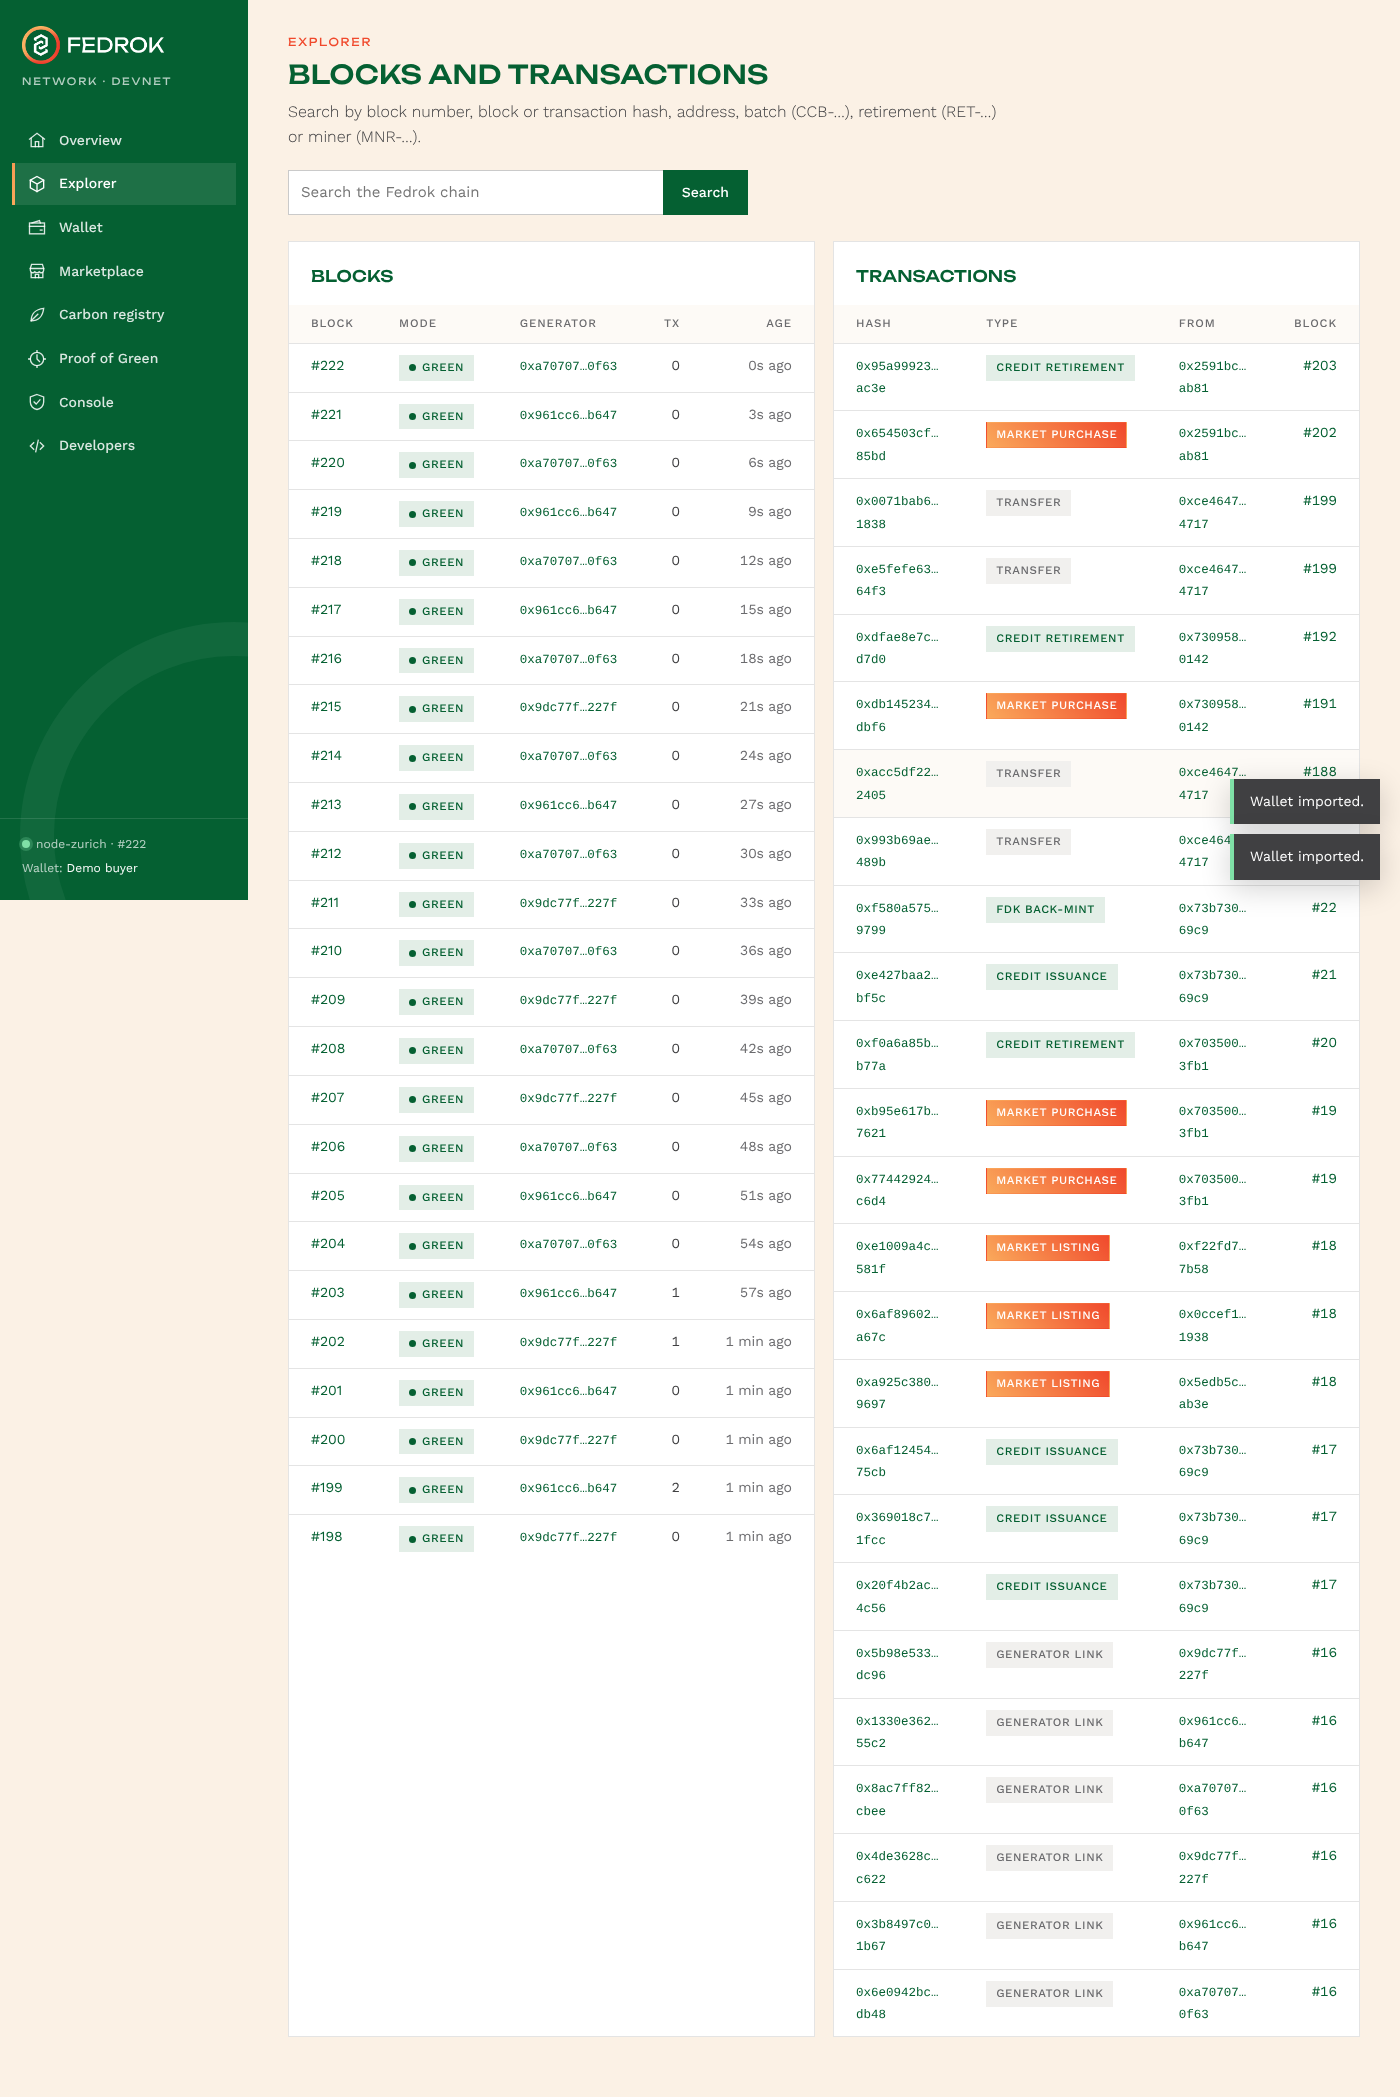 FEDROK
NETWORK · DEVNET
Overview
Explorer
Wallet
Marketplace
Carbon registry
Proof of Green
Console
Developers
node-zurich · #222
Wallet: Demo buyer
EXPLORER
BLOCKS AND TRANSACTIONS
Search by block number, block or transaction hash, address, batch (CCB-…), retirement (RET-…)
or miner (MNR-…).
Search the Fedrok chain
Search
BLOCKS
BLOCK MODE GENERATOR TX AGE
#222 GREEN 0xa70707…0f63 0 0s ago
#221 GREEN 0x961cc6…b647 0 3s ago
#220 GREEN 0xa70707…0f63 0 6s ago
#219 GREEN 0x961cc6…b647 0 9s ago
#218 GREEN 0xa70707…0f63 0 12s ago
#217 GREEN 0x961cc6…b647 0 15s ago
#216 GREEN 0xa70707…0f63 0 18s ago
#215 GREEN 0x9dc77f…227f 0 21s ago
#214 GREEN 0xa70707…0f63 0 24s ago
#213 GREEN 0x961cc6…b647 0 27s ago
#212 GREEN 0xa70707…0f63 0 30s ago
#211 GREEN 0x9dc77f…227f 0 33s ago
#210 GREEN 0xa70707…0f63 0 36s ago
#209 GREEN 0x9dc77f…227f 0 39s ago
#208 GREEN 0xa70707…0f63 0 42s ago
#207 GREEN 0x9dc77f…227f 0 45s ago
#206 GREEN 0xa70707…0f63 0 48s ago
#205 GREEN 0x961cc6…b647 0 51s ago
#204 GREEN 0xa70707…0f63 0 54s ago
#203 GREEN 0x961cc6…b647 1 57s ago
#202 GREEN 0x9dc77f…227f 1 1 min ago
#201 GREEN 0x961cc6…b647 0 1 min ago
#200 GREEN 0x9dc77f…227f 0 1 min ago
#199 GREEN 0x961cc6…b647 2 1 min ago
#198 GREEN 0x9dc77f…227f 0 1 min ago
TRANSACTIONS
HASH TYPE FROM BLOCK
0x95a99923… CREDIT RETIREMENT 0x2591bc… #203
ac3e ab81
0x654503cf… MARKET PURCHASE 0x2591bc… #202
85bd ab81
0x0071bab6… TRANSFER 0xce4647… #199
1838 4717
0xe5fefe63… TRANSFER 0xce4647… #199
64f3 4717
0xdfae8e7c… CREDIT RETIREMENT 0x730958… #192
d7d0 0142
0xdb145234… MARKET PURCHASE 0x730958… #191
dbf6 0142
0xacc5df22… TRANSFER 0xce4647… #188
2405 4717
Wallet imported.
0x993b69ae… TRANSFER 0xce464
489b 4717
Wallet imported.
0xf580a575… FDK BACK-MINT 0x73b730… #22
9799 69c9
0xe427baa2… CREDIT ISSUANCE 0x73b730… #21
bf5c 69c9
0xf0a6a85b… CREDIT RETIREMENT 0x703500… #20
b77a 3fb1
0xb95e617b… MARKET PURCHASE 0x703500… #19
7621 3fb1
0x77442924… MARKET PURCHASE 0x703500… #19
c6d4 3fb1
0xe1009a4c… MARKET LISTING 0xf22fd7… #18
581f 7b58
0x6af89602… MARKET LISTING 0x0ccef1… #18
a67c 1938
0xa925c380… MARKET LISTING 0x5edb5c… #18
9697 ab3e
0x6af12454… CREDIT ISSUANCE 0x73b730… #17
75cb 69c9
0x369018c7… CREDIT ISSUANCE 0x73b730… #17
1fcc 69c9
0x20f4b2ac… CREDIT ISSUANCE 0x73b730… #17
4c56 69c9
0x5b98e533… GENERATOR LINK 0x9dc77f… #16
dc96 227f
0x1330e362… GENERATOR LINK 0x961cc6… #16
55c2 b647
0x8ac7ff82… GENERATOR LINK 0xa70707… #16
cbee 0f63
0x4de3628c… GENERATOR LINK 0x9dc77f… #16
c622 227f
0x3b8497c0… GENERATOR LINK 0x961cc6… #16
1b67 b647
0x6e0942bc… GENERATOR LINK 0xa70707… #16
db48 0f63